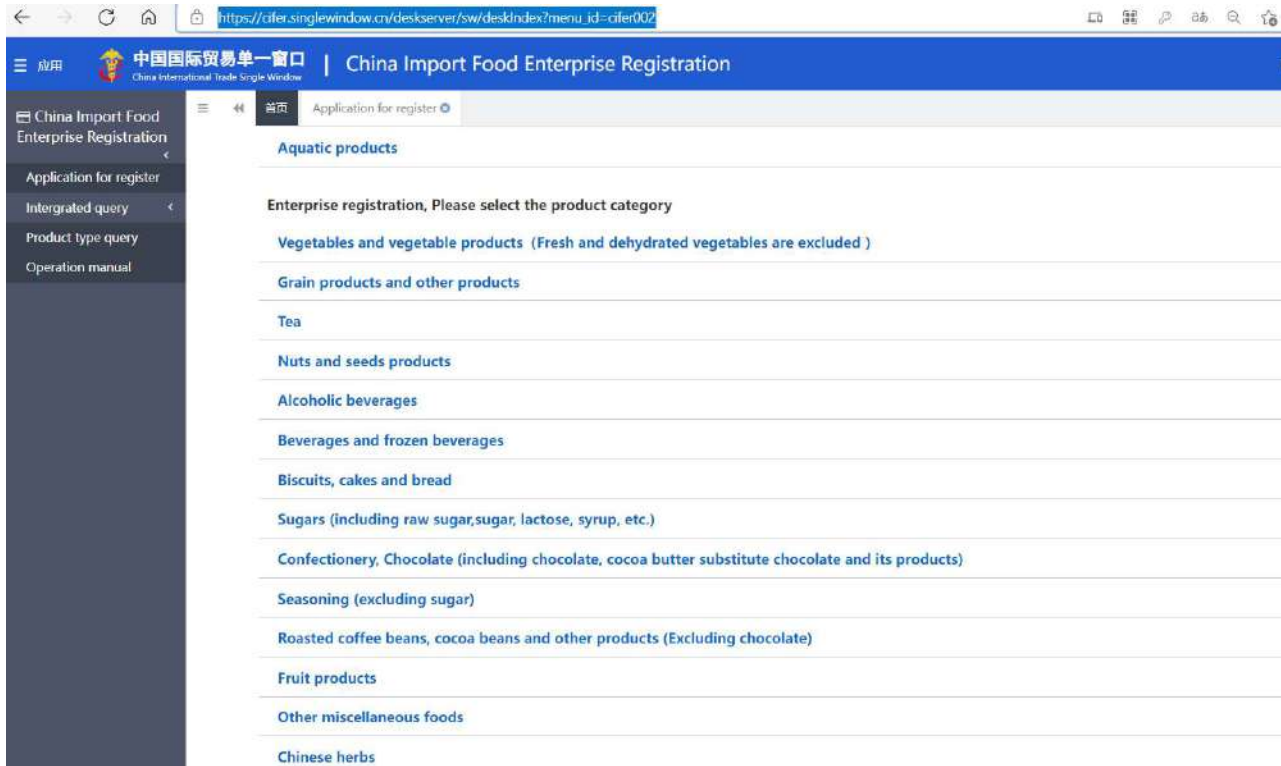 https://cifer.singlewindow.cn/deskserver/sw/deskIndex?menu_id=cifer002
应用
中国国际贸易单一窗口
China International Trade Single Window
| China Import Food Enterprise Registration
China Import Food
Enterprise Registration
Application for register
Intergrated query
Product type query
Operation manual
首页
Application for register
Aquatic products
Enterprise registration, Please select the product category
Vegetables and vegetable products (Fresh and dehydrated vegetables are excluded )
Grain products and other products
Tea
Nuts and seeds products
Alcoholic beverages
Beverages and frozen beverages
Biscuits, cakes and bread
Sugars (including raw sugar,sugar, lactose, syrup, etc.)
Confectionery, Chocolate (including chocolate, cocoa butter substitute chocolate and its products)
Seasoning (excluding sugar)
Roasted coffee beans, cocoa beans and other products (Excluding chocolate)
Fruit products
Other miscellaneous foods
Chinese herbs